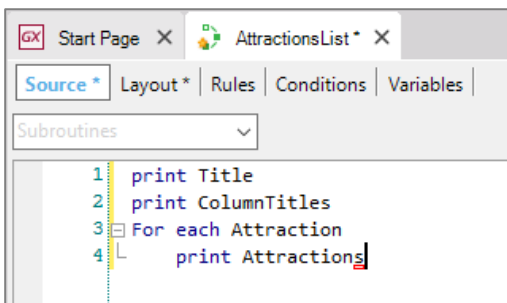 GX Start Page × AttractionsList * ×
Source * Layout * Rules Conditions Variables
Subroutines
1 print Title
2 print ColumnTitles
3 For each Attraction
4 print Attractions